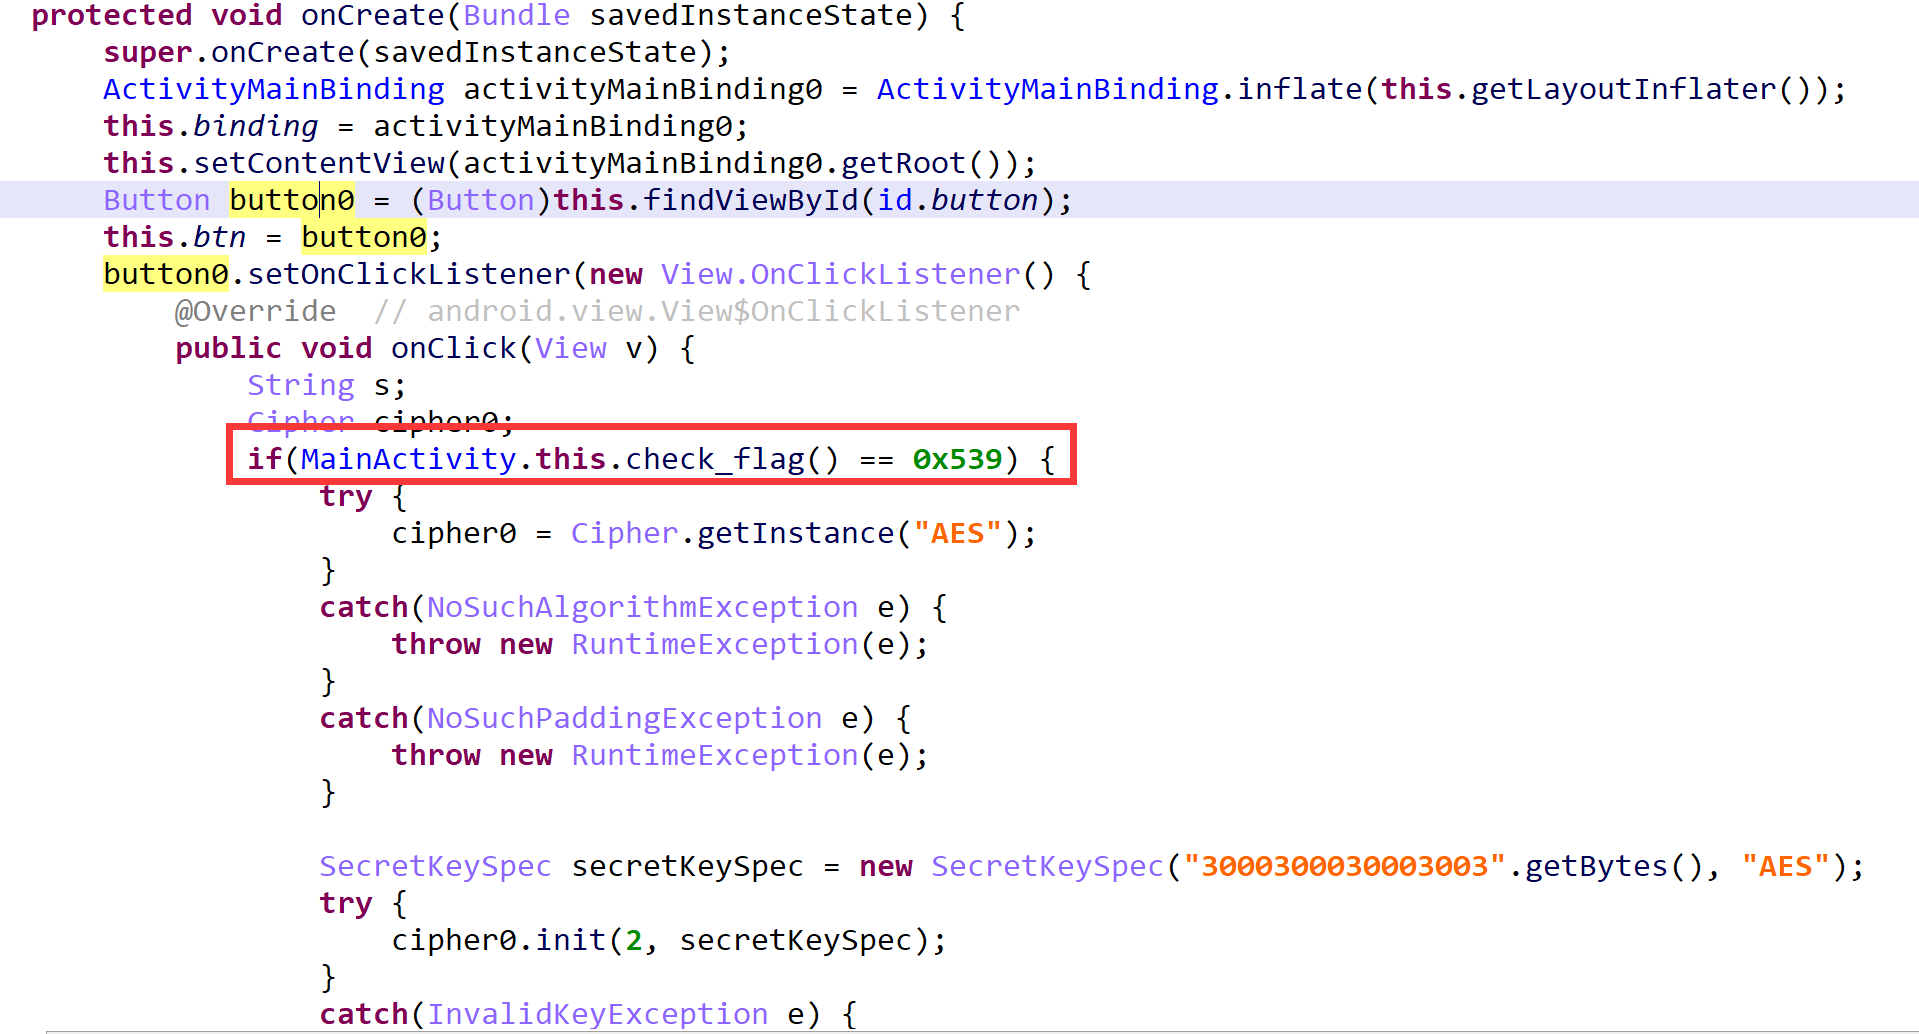 protected void onCreate(Bundle savedInstanceState) {
    super.onCreate(savedInstanceState);
    ActivityMainBinding activityMainBinding0 = ActivityMainBinding.inflate(this.getLayoutInflater());
    this.binding = activityMainBinding0;
    this.setContentView(activityMainBinding0.getRoot());
    Button button0 = (Button)this.findViewById(id.button);
    this.btn = button0;
    button0.setOnClickListener(new View.OnClickListener() {
        @Override  // android.view.View$OnClickListener
        public void onClick(View v) {
            String s;
            Cipher cipher0;
            if(MainActivity.this.check_flag() == 0x539) {
                try {
                    cipher0 = Cipher.getInstance("AES");
                }
                catch(NoSuchAlgorithmException e) {
                    throw new RuntimeException(e);
                }
                catch(NoSuchPaddingException e) {
                    throw new RuntimeException(e);
                }

                SecretKeySpec secretKeySpec = new SecretKeySpec("3000300030003003".getBytes(), "AES");
                try {
                    cipher0.init(2, secretKeySpec);
                }
                catch(InvalidKeyException e) {